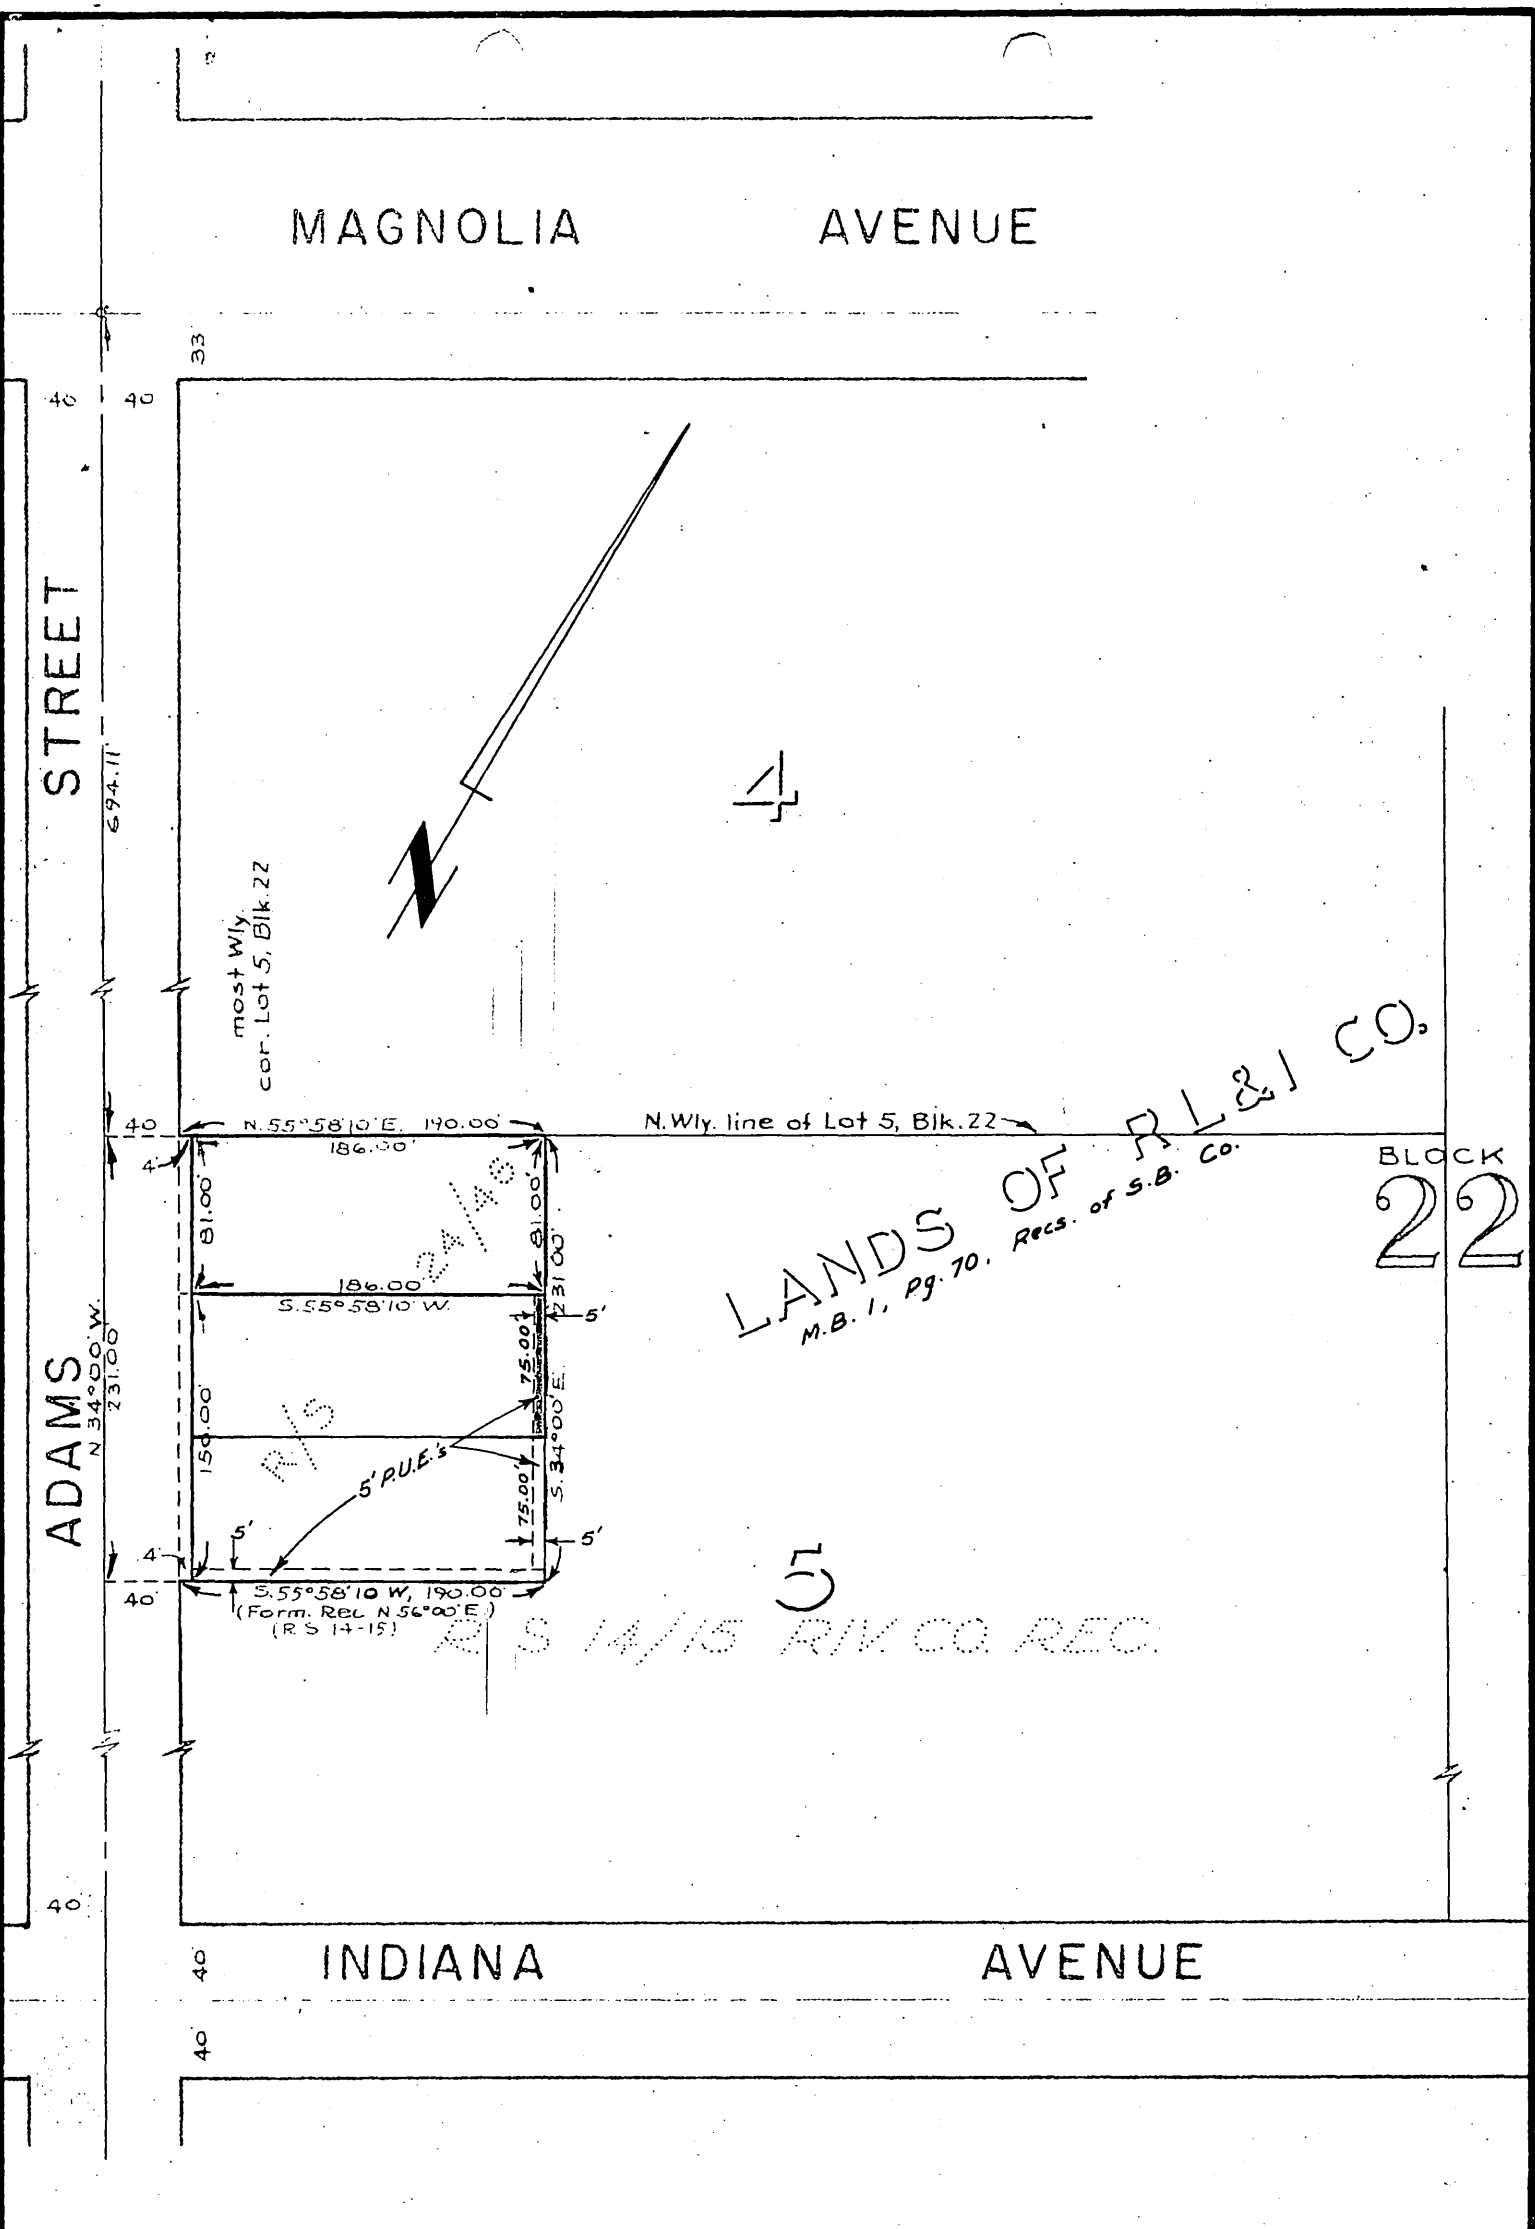 MAGNOLIA AVENUE
33
40 40
STREET
694.11'
4
N
most Wly.
cor. Lot 5, Blk. 22
LANDS OF R L & I CO.
M.B. 1, Pg. 70, Recs. of S.B. Co.
40
N. 55°58'10" E. 190.00'
N.Wly. line of Lot 5, Blk. 22
186.00'
4'
BLOCK
22
81.00'
81.00'
24/46
231.00'
186.00'
S. 55°58'10" W.
5'
75.00'
ADAMS
N 34°00' W.
231.00'
150.00'
R/S
S. 34°00' E.
5' P.U.E.'s
75.00'
5'
5'
4'
40'
S. 55°58'10" W, 190.00'
(Form. Rec. N 56°00' E.)
(R.S 14-15)
5
R S 14/15 RIV. CO. REC.
40
INDIANA AVENUE
40
40